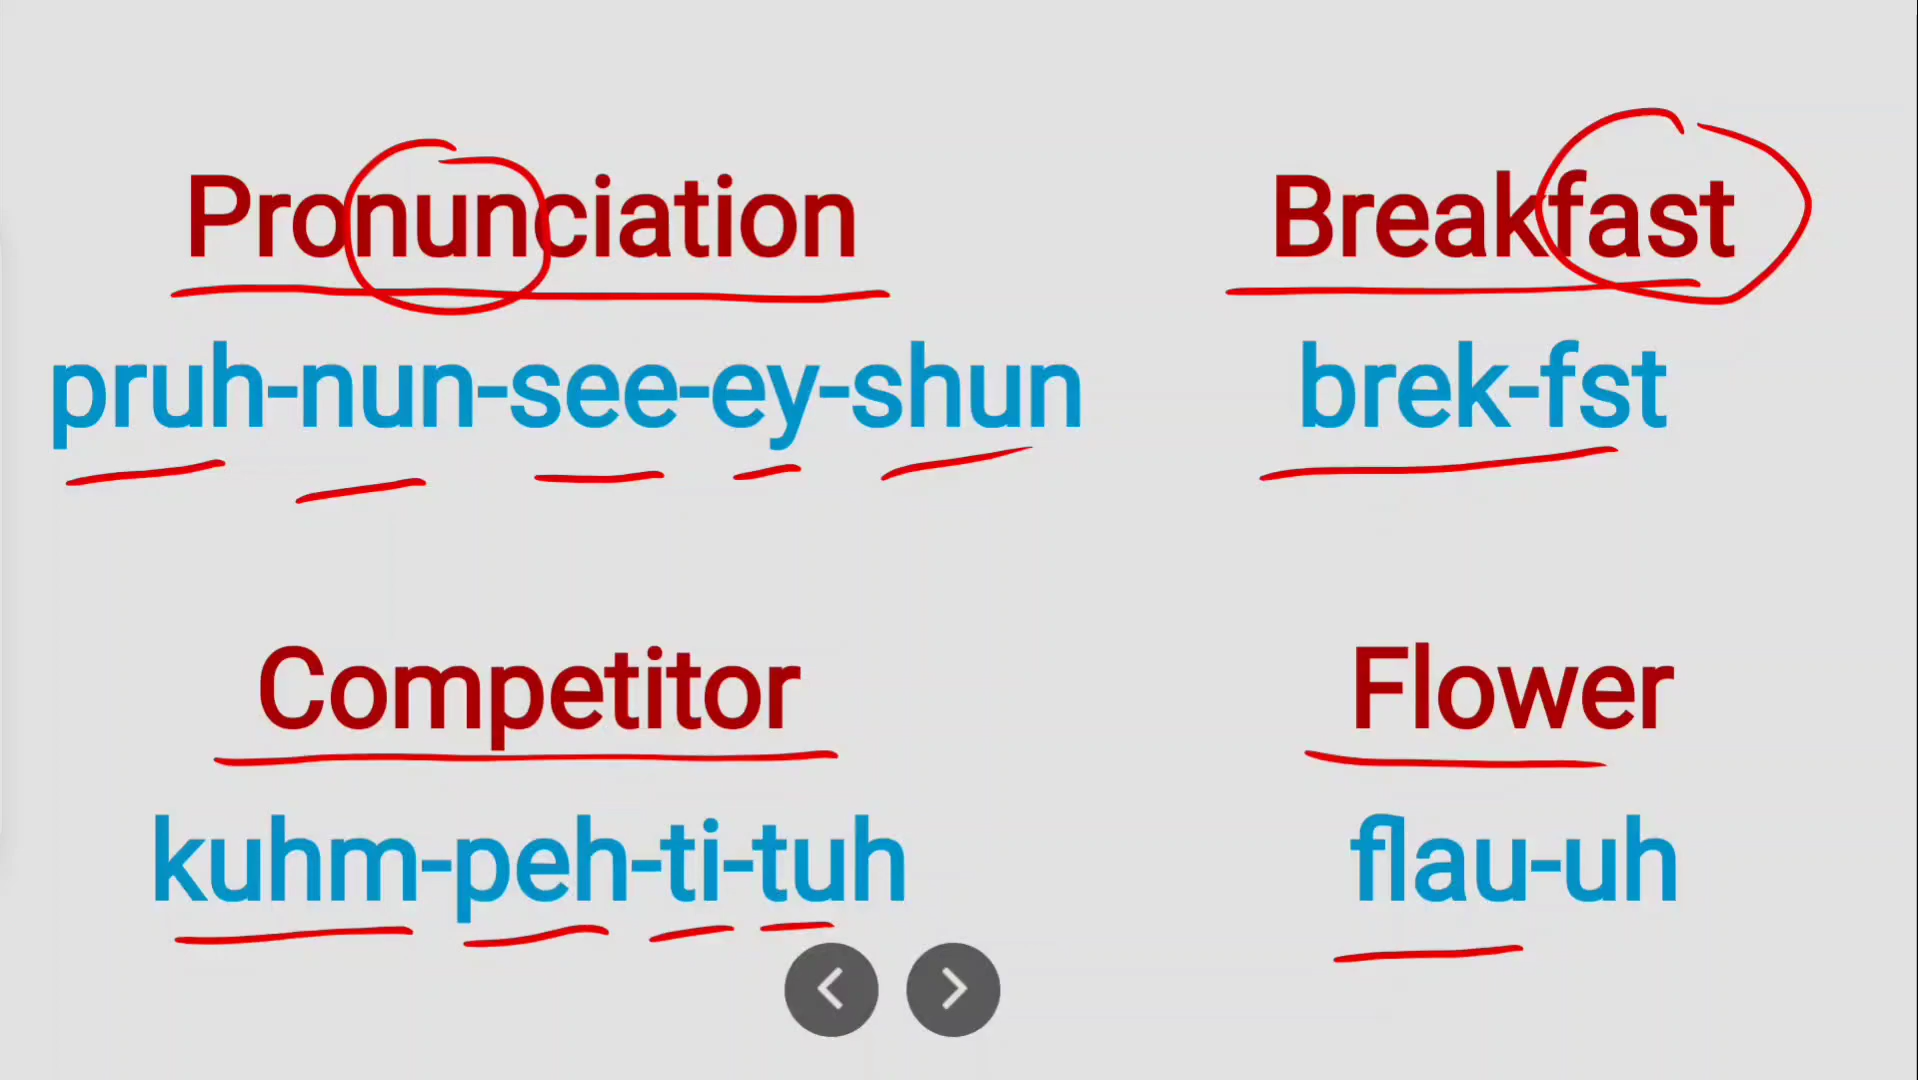 Pronunciation
pruh-nun-see-ey-shun
Breakfast
brek-fst
Competitor
kuhm-peh-ti-tuh
Flower
flau-uh